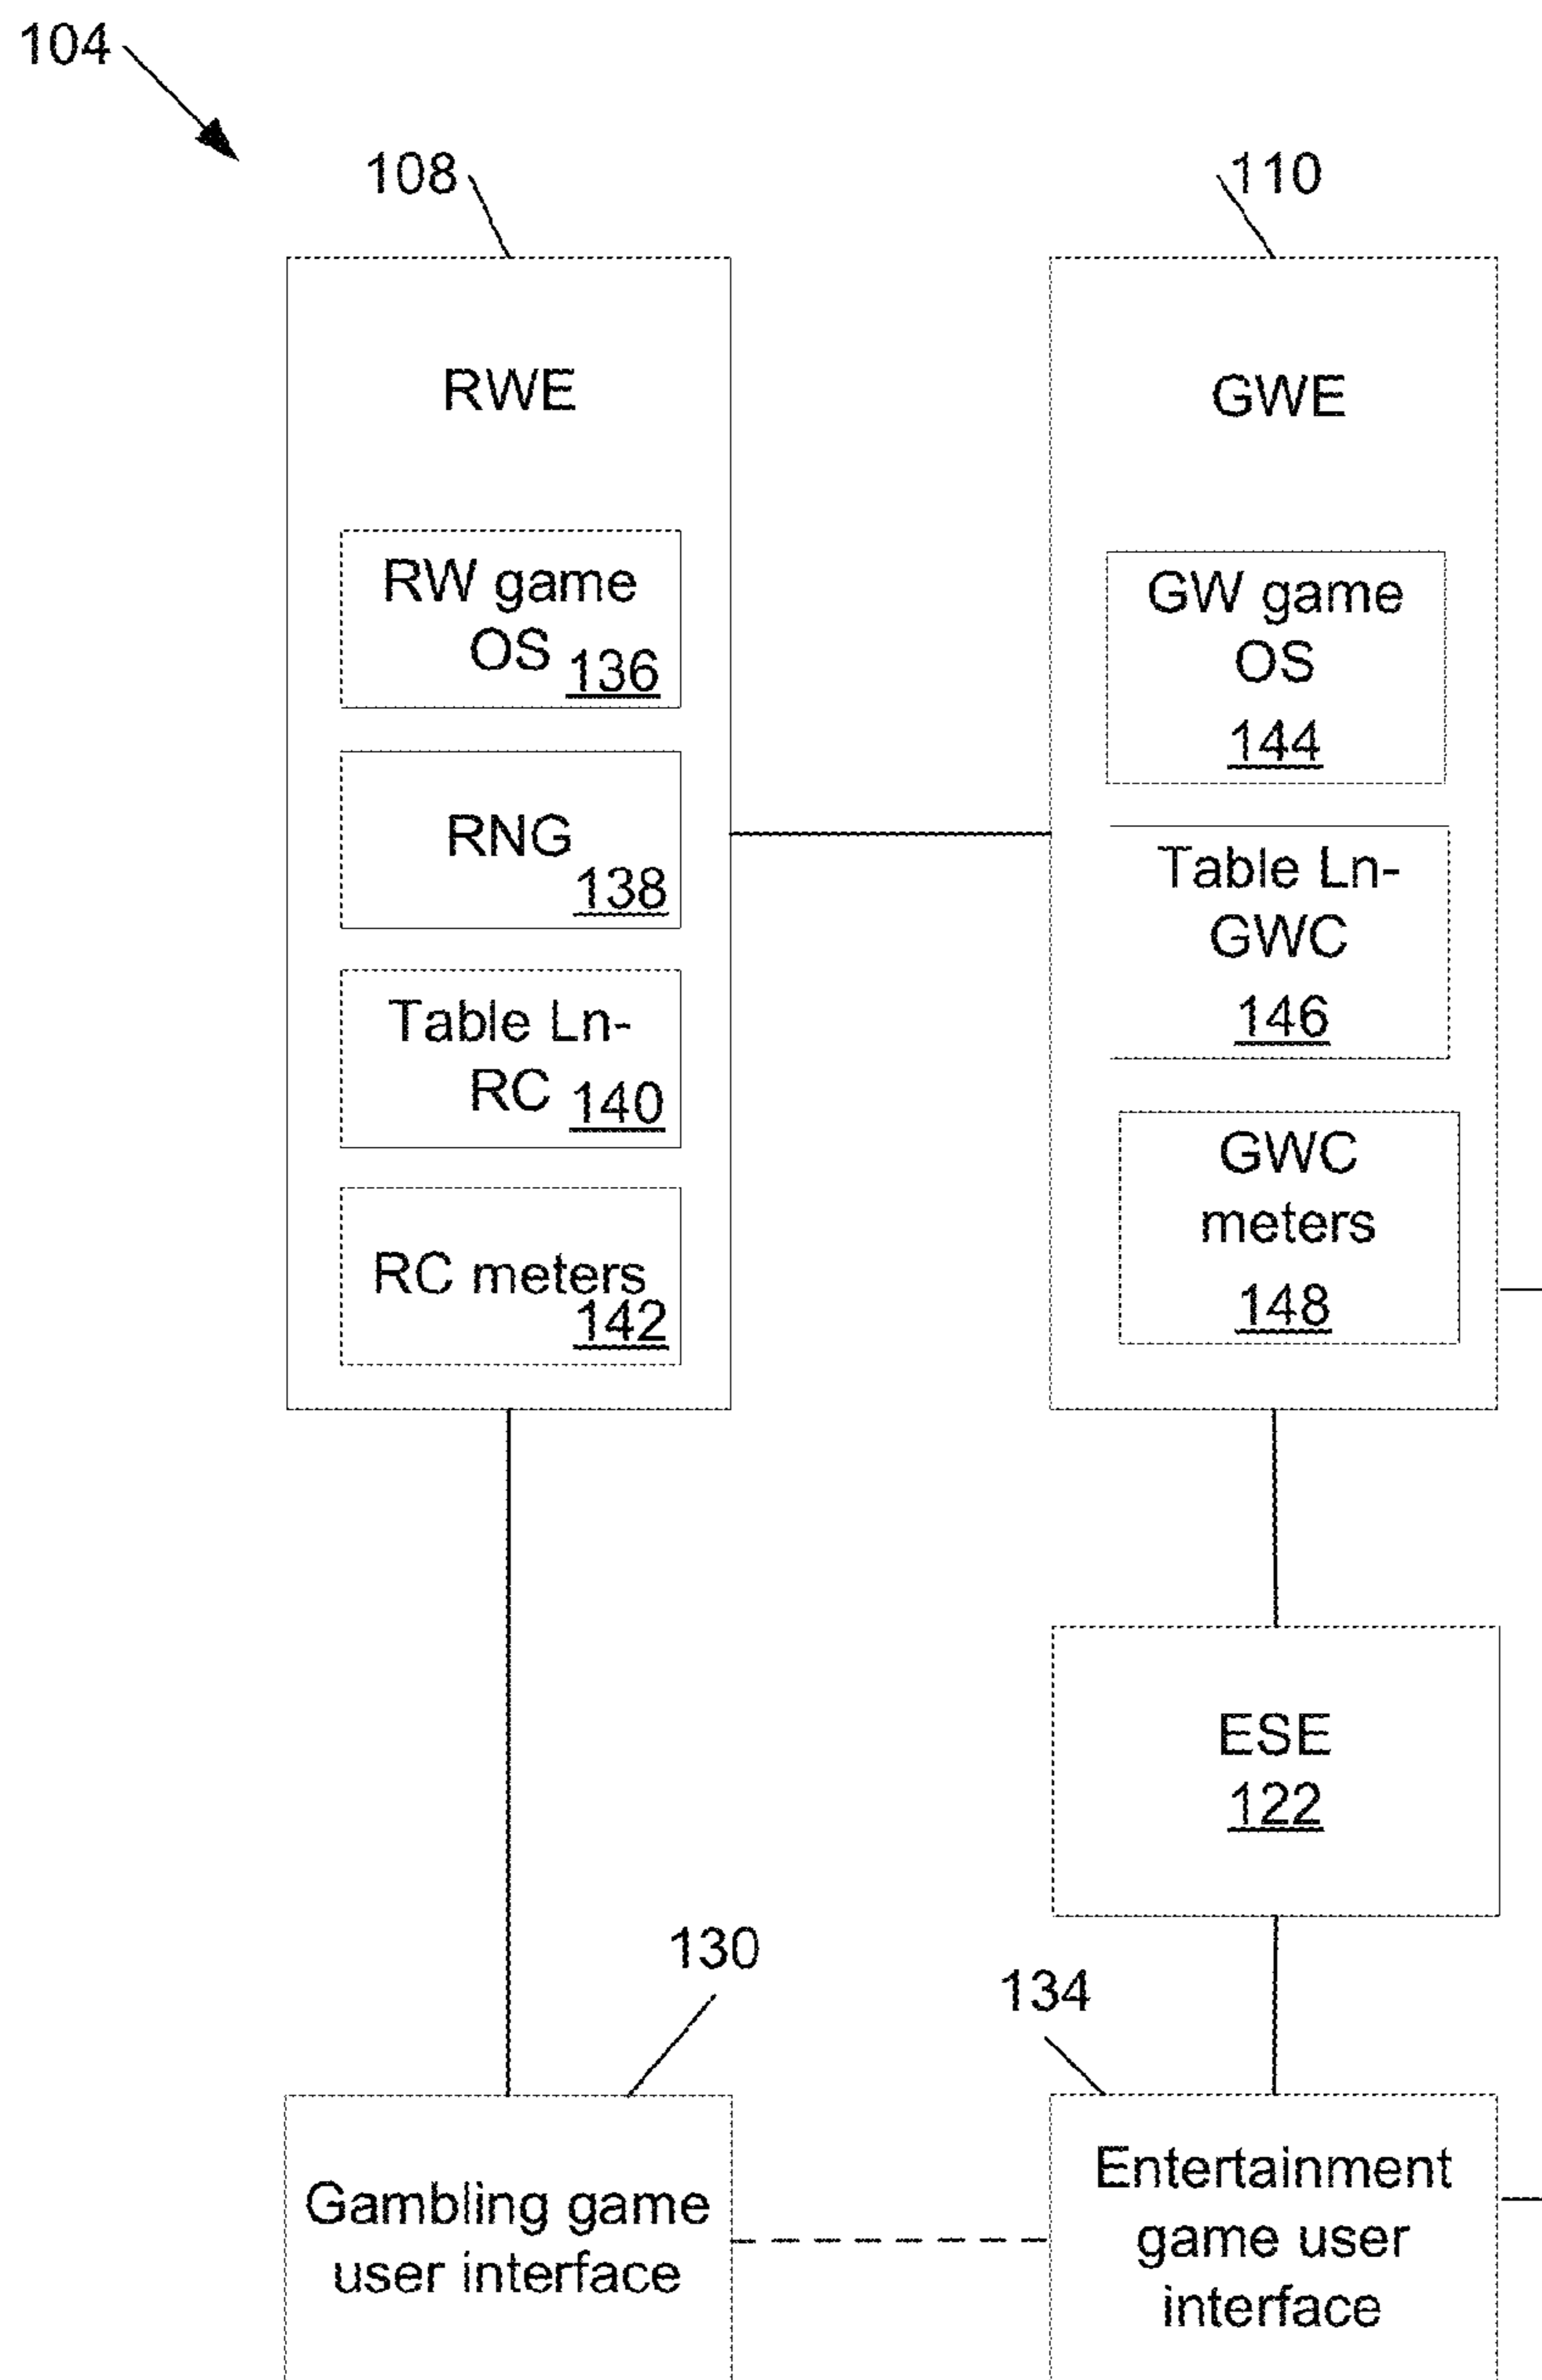 104
108
110
RWE
GWE
RW game
OS 136
GW game
OS
144
RNG
138
Table Ln-
GWC
146
Table Ln-
RC 140
GWC
meters
148
RC meters
142
ESE
122
130
134
Gambling game
user interface
Entertainment
game user
interface